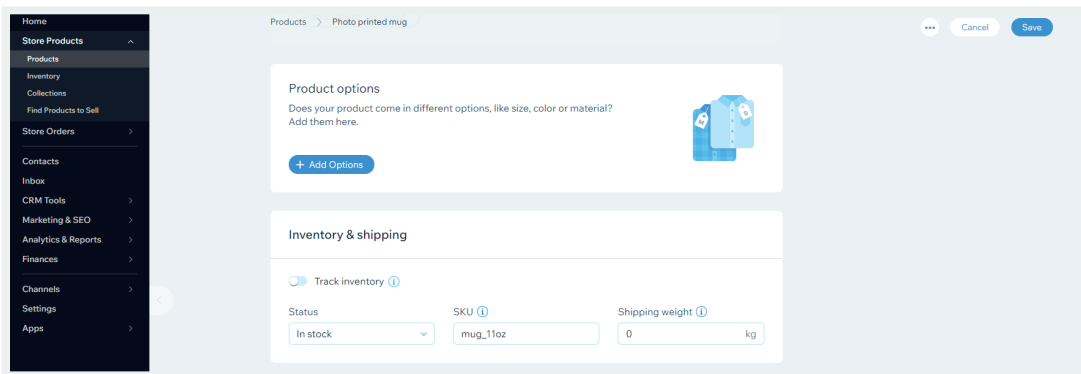 Home
Store Products
Products
Inventory
Collections
Find Products to Sell
Store Orders
Contacts
Inbox
CRM Tools
Marketing & SEO
Analytics & Reports
Finances
Channels
Settings
Apps
Products > Photo printed mug
... Cancel Save
Product options
Does your product come in different options, like size, color or material?
Add them here.
+ Add Options
M S
Inventory & shipping
Track inventory i
Status SKU i Shipping weight i
In stock mug_11oz 0 kg